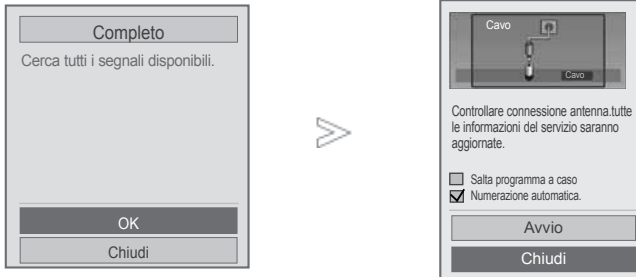 Completo
Cerca tutti i segnali disponibili.
OK
Chiudi
Cavo
Cavo
Controllare connessione antenna.tutte
le informazioni del servizio saranno
aggiornate.
Salta programma a caso
Numerazione automatica.
Avvio
Chiudi